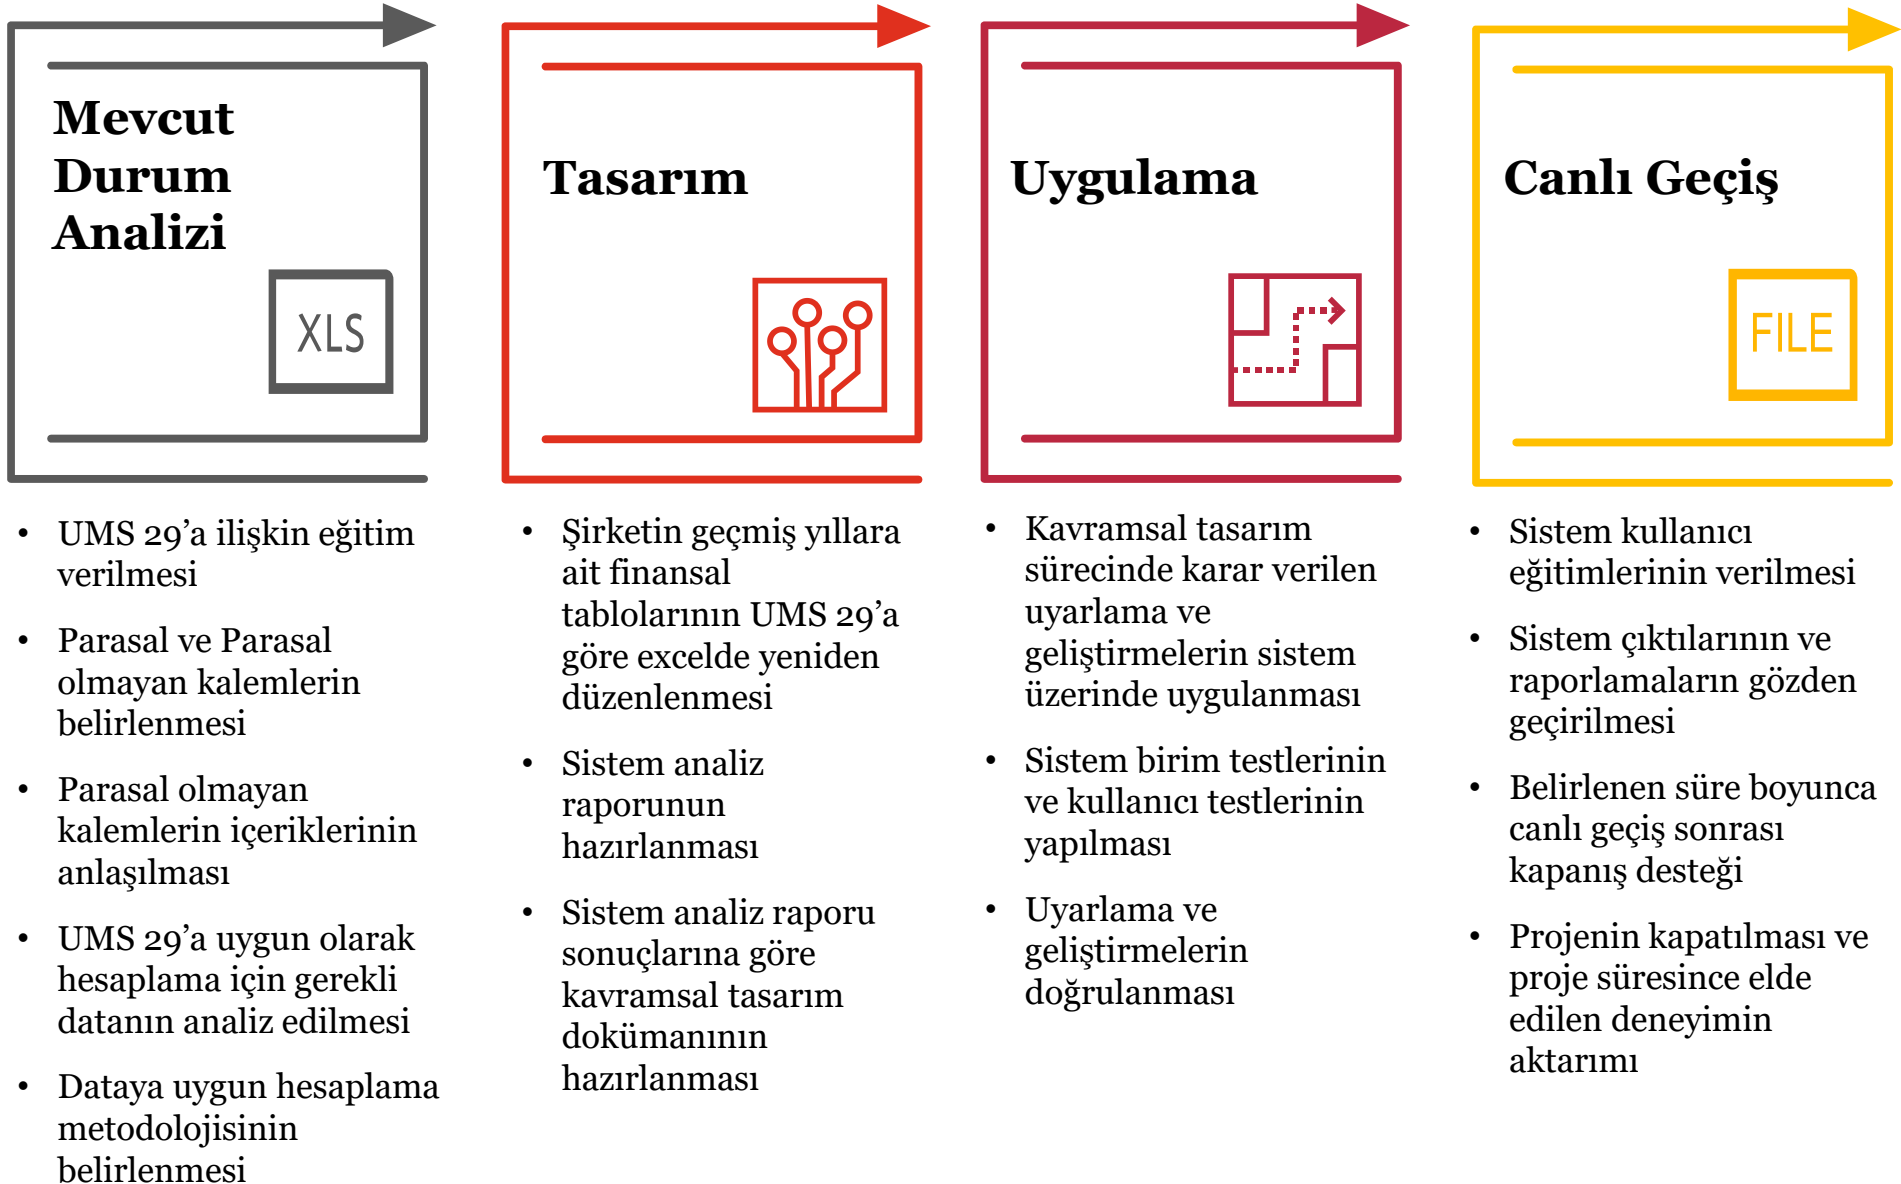 Mevcut
Durum
Analizi
XLS
• UMS 29’a ilişkin eğitim
verilmesi
• Parasal ve Parasal
olmayan kalemlerin
belirlenmesi
• Parasal olmayan
kalemlerin içeriklerinin
anlaşılması
• UMS 29’a uygun olarak
hesaplama için gerekli
datanın analiz edilmesi
• Dataya uygun hesaplama
metodolojisinin
belirlenmesi
Tasarım
• Şirketin geçmiş yıllara
ait finansal
tablolarının UMS 29’a
göre excelde yeniden
düzenlenmesi
• Sistem analiz
raporunun
hazırlanması
• Sistem analiz raporu
sonuçlarına göre
kavramsal tasarım
dokümanının
hazırlanması
Uygulama
• Kavramsal tasarım
sürecinde karar verilen
uyarlama ve
geliştirmelerin sistem
üzerinde uygulanması
• Sistem birim testlerinin
ve kullanıcı testlerinin
yapılması
• Uyarlama ve
geliştirmelerin
doğrulanması
Canlı Geçiş
FILE
• Sistem kullanıcı
eğitimlerinin verilmesi
• Sistem çıktılarının ve
raporlamaların gözden
geçirilmesi
• Belirlenen süre boyunca
canlı geçiş sonrası
kapanış desteği
• Projenin kapatılması ve
proje süresince elde
edilen deneyimin
aktarımı